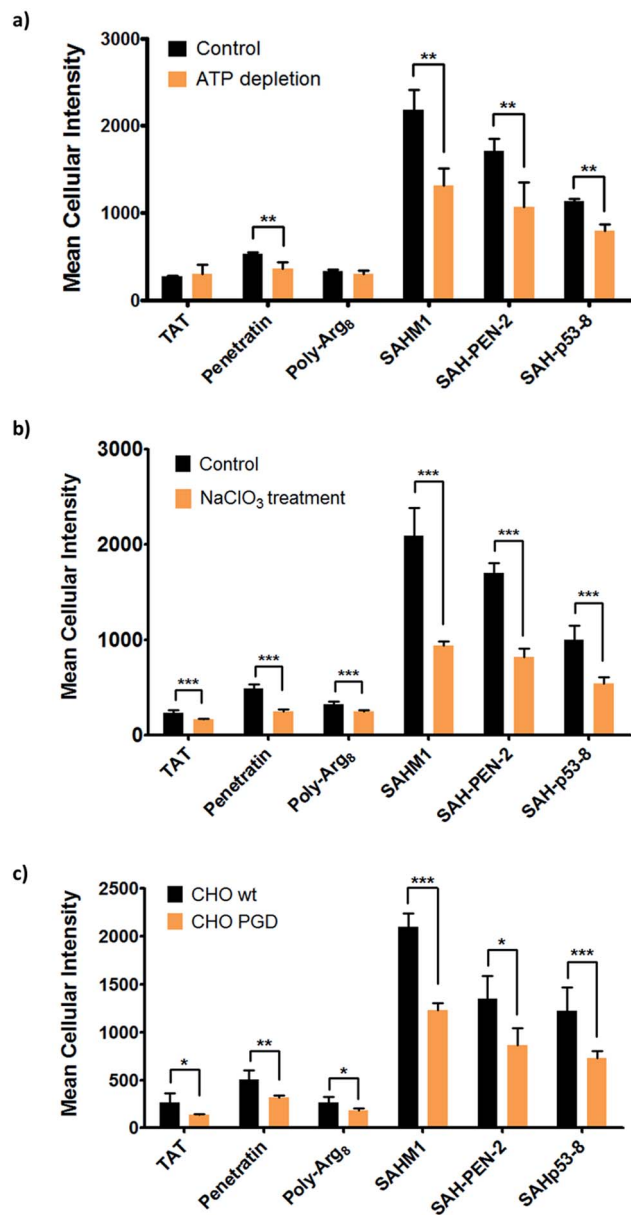 a)
3000
2000
1000
0
Mean Cellular Intensity
Control
ATP depletion
**
**
**
**
TAT
Penetratin
Poly-Arg₈
SAHM1
SAH-PEN-2
SAH-p53-8
b)
3000
2000
1000
0
Mean Cellular Intensity
Control
NaClO₃ treatment
***
***
***
***
***
***
TAT
Penetratin
Poly-Arg₈
SAHM1
SAH-PEN-2
SAH-p53-8
c)
2500
2000
1500
1000
500
0
Mean Cellular Intensity
CHO wt
CHO PGD
*
**
*
***
*
***
TAT
Penetratin
Poly-Arg₈
SAHM1
SAH-PEN-2
SAHp53-8